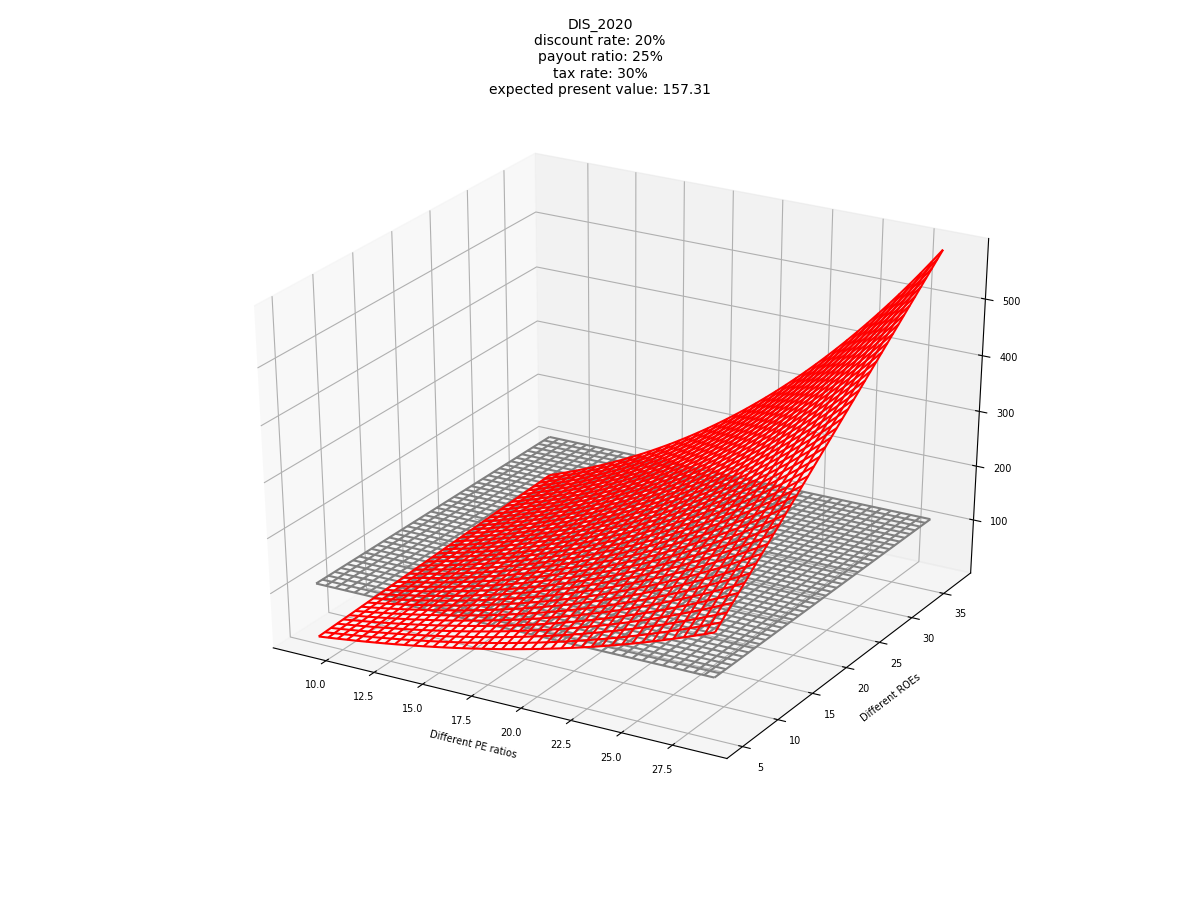 DIS_2020
discount rate: 20%
payout ratio: 25%
tax rate: 30%
expected present value: 157.31
500
400
300
200
100
35
30
25
20
15
10
5
Different ROEs
10.0
12.5
15.0
17.5
20.0
22.5
25.0
27.5
Different PE ratios